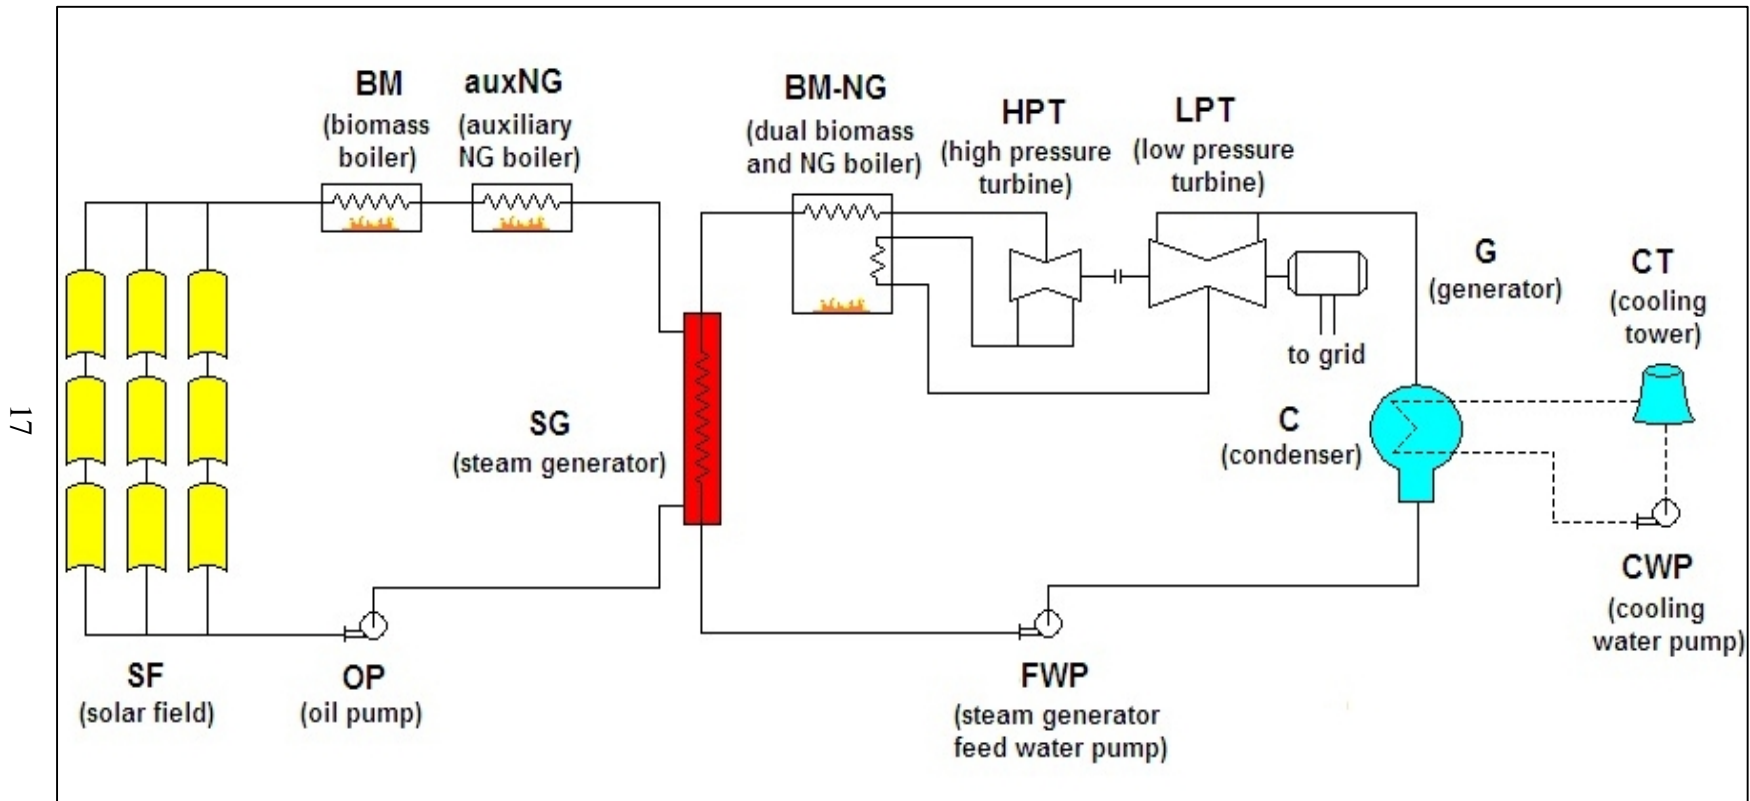 BM
(biomass
boiler)
auxNG
(auxiliary
NG boiler)
BM-NG
(dual biomass
and NG boiler)
HPT
(high pressure
turbine)
LPT
(low pressure
turbine)
G
(generator)
CT
(cooling
tower)
to grid
17
SG
(steam generator)
C
(condenser)
CWP
(cooling
water pump)
SF
(solar field)
OP
(oil pump)
FWP
(steam generator
feed water pump)